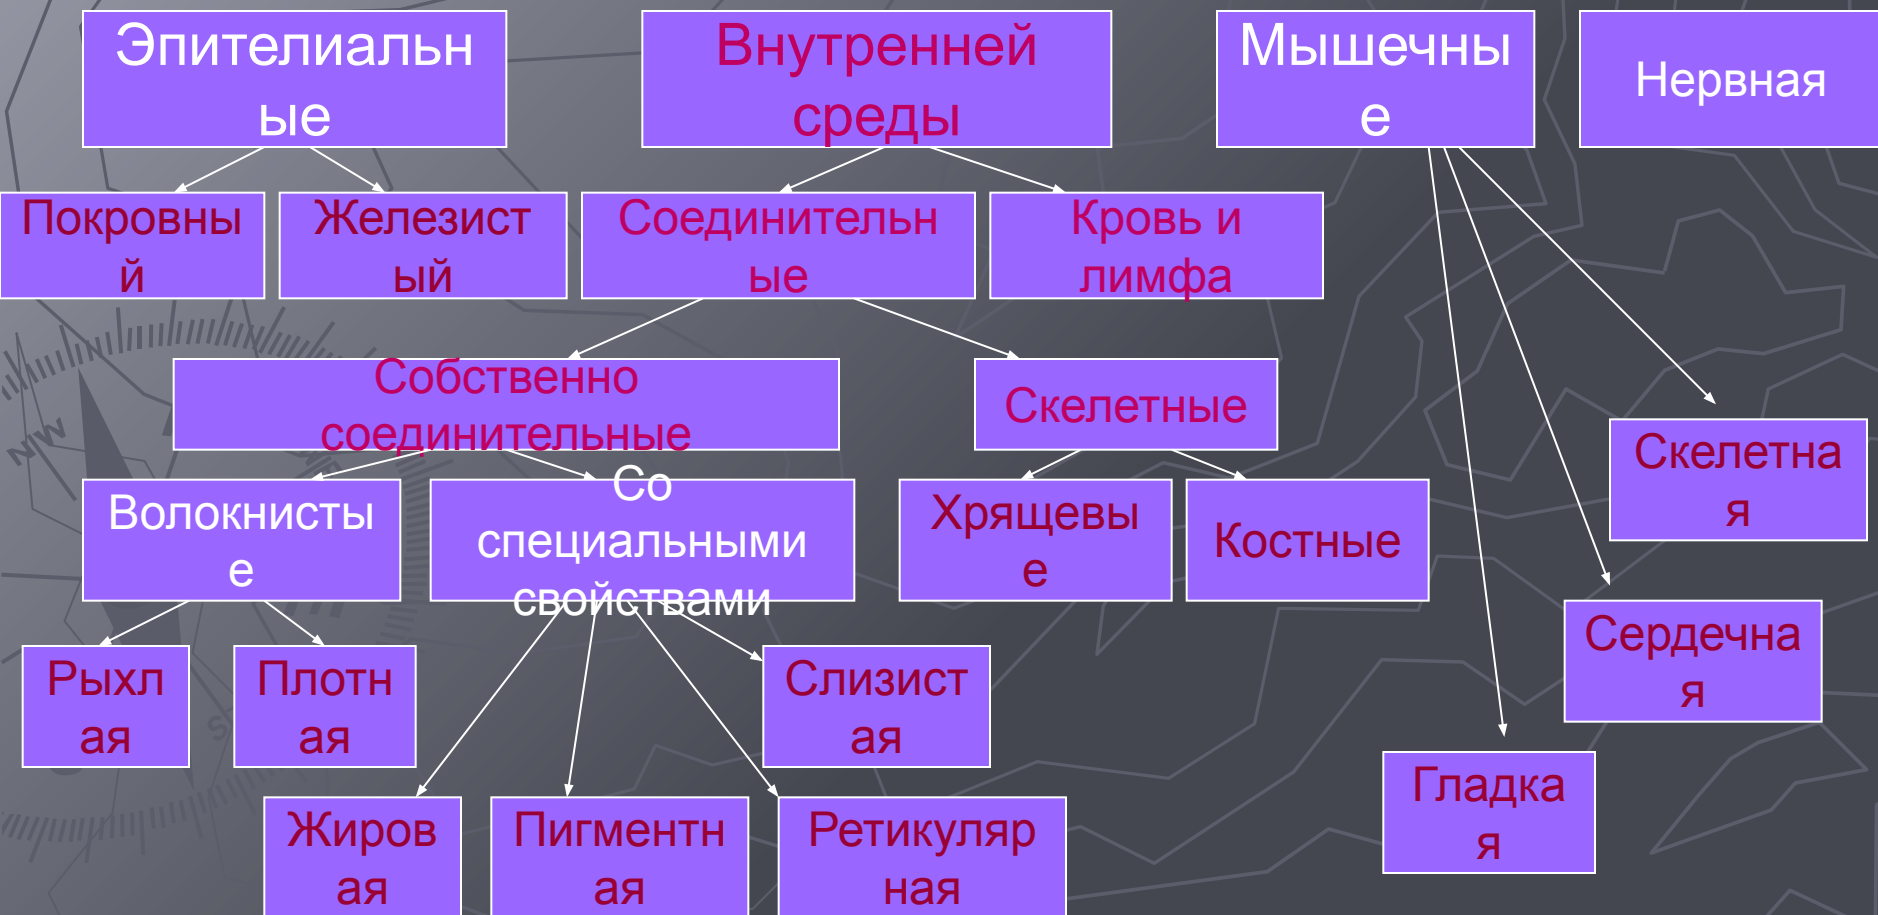 Эпителиальн
ые
Внутренней
среды
Мышечны
е
Нервная
Покровны
й
Железист
ый
Соединительн
ые
Кровь и
лимфа
Собственно
соединительные
Скелетные
Скелетна
я
Волокнисты
е
Со
специальными
свойствами
Хрящевы
е
Костные
Сердечна
я
Рыхл
ая
Плотн
ая
Слизист
ая
Гладка
я
Жиров
ая
Пигментн
ая
Ретикуляр
ная
NW
S